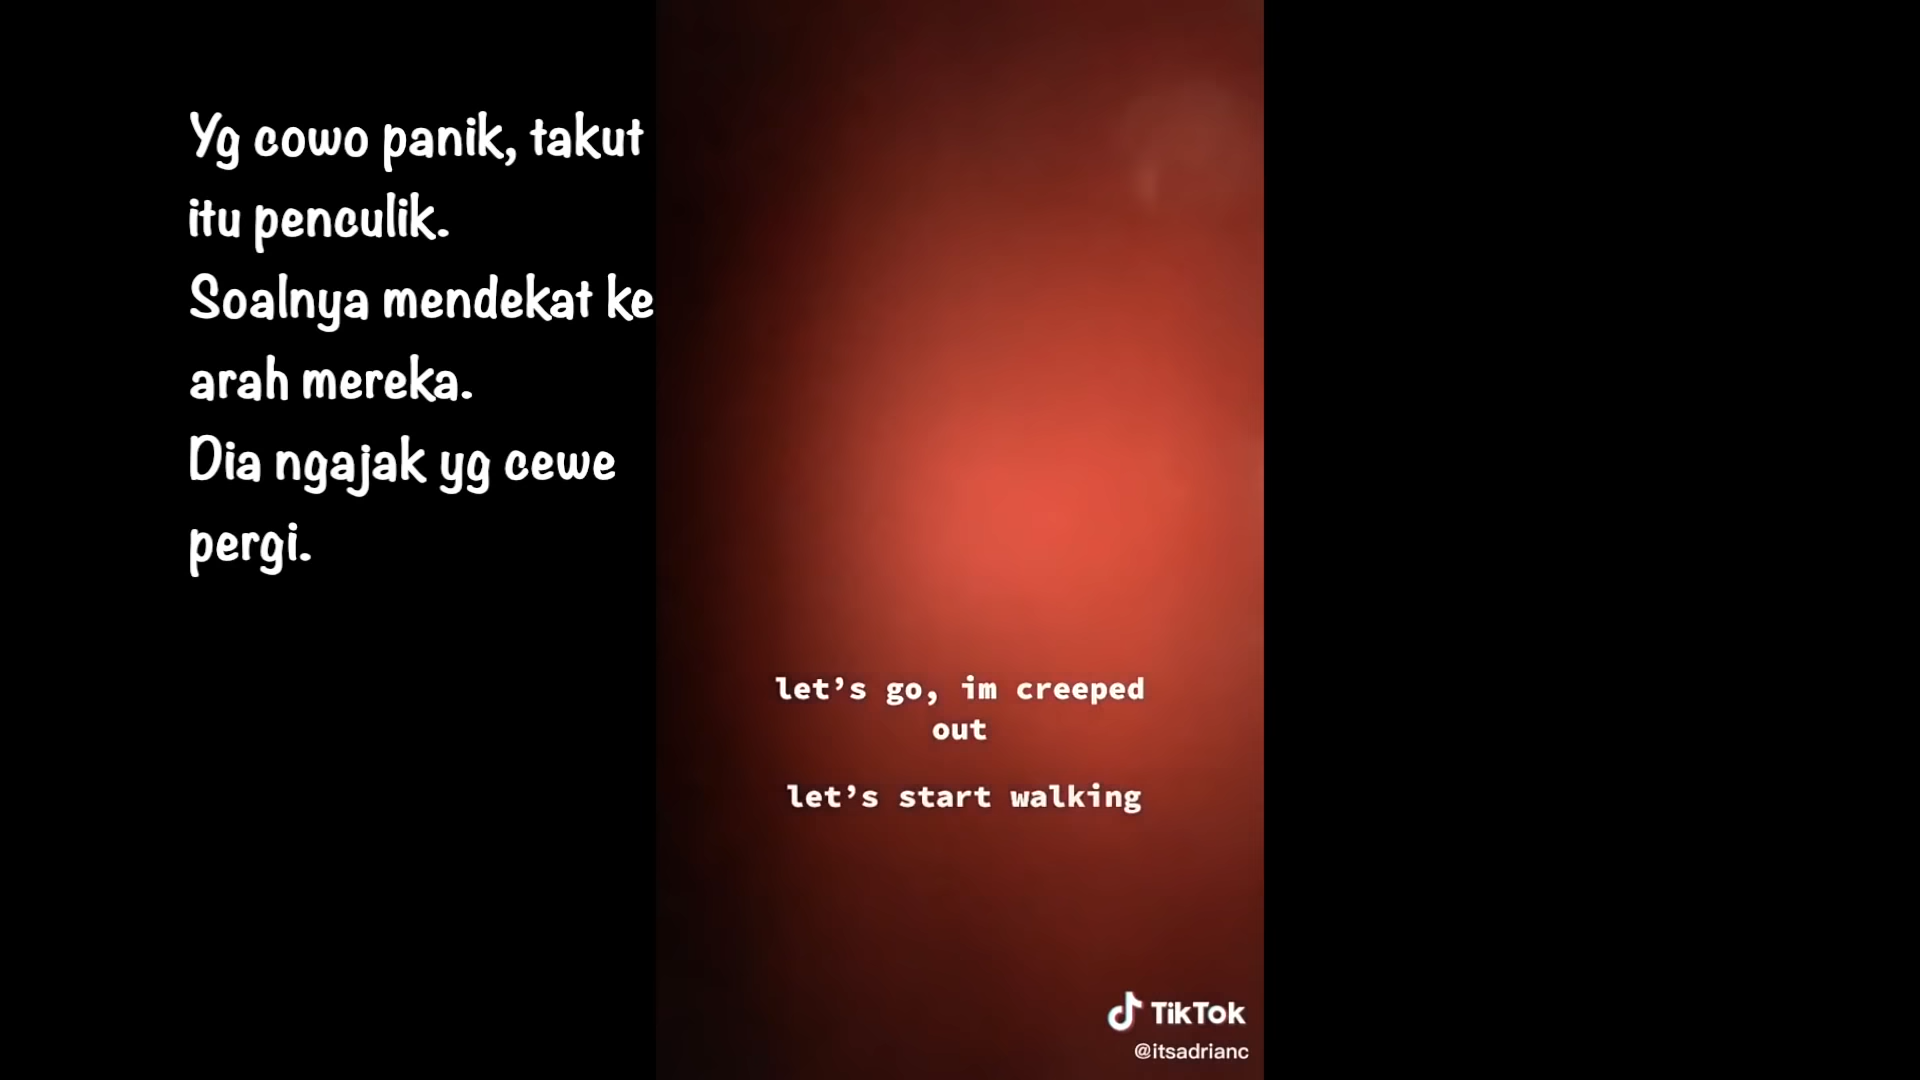 Yg cowo panik, takut
itu penculik.
Soalnya mendekat ke
arah mereka.
Dia ngajak yg cewe
pergi.
let's go, im creeped
out
let's start walking
TikTok
@itsadrianc